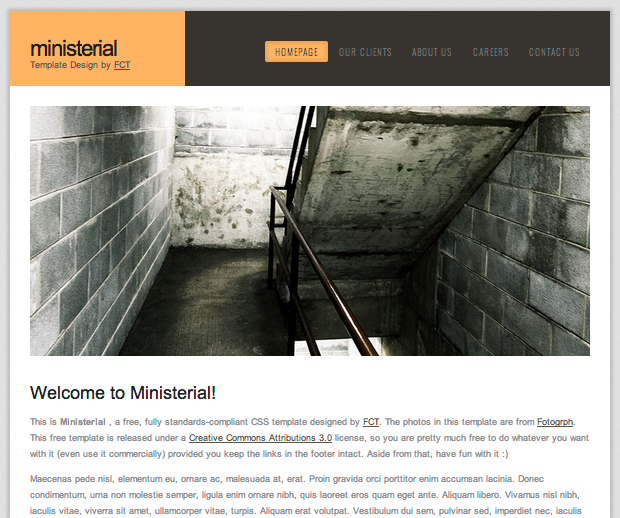 ministerial
Template Design by FCT
HOMEPAGE OUR CLIENTS ABOUT US CAREERS CONTACT US
Welcome to Ministerial!
This is Ministerial , a free, fully standards-compliant CSS template designed by FCT. The photos in this template are from Fotogrph.
This free template is released under a Creative Commons Attributions 3.0 license, so you are pretty much free to do whatever you want
with it (even use it commercially) provided you keep the links in the footer intact. Aside from that, have fun with it :)
Maecenas pede nisl, elementum eu, ornare ac, malesuada at, erat. Proin gravida orci porttitor enim accumsan lacinia. Donec
condimentum, urna non molestie semper, ligula enim ornare nibh, quis laoreet eros quam eget ante. Aliquam libero. Vivamus nisl nibh,
iaculis vitae, viverra sit amet, ullamcorper vitae, turpis. Aliquam erat volutpat. Vestibulum dui sem, pulvinar sed, imperdiet nec, iaculis